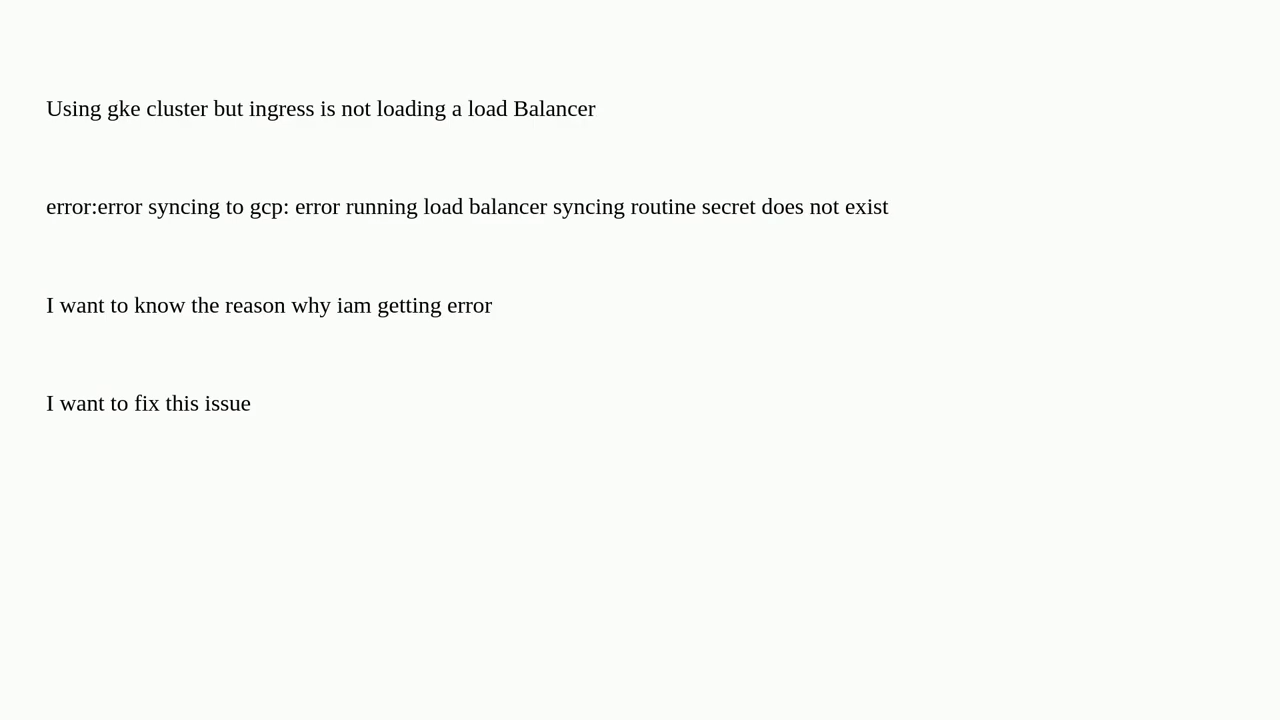 Using gke cluster but ingress is not loading a load Balancer
error:error syncing to gcp: error running load balancer syncing routine secret does not exist
I want to know the reason why iam getting error
I want to fix this issue